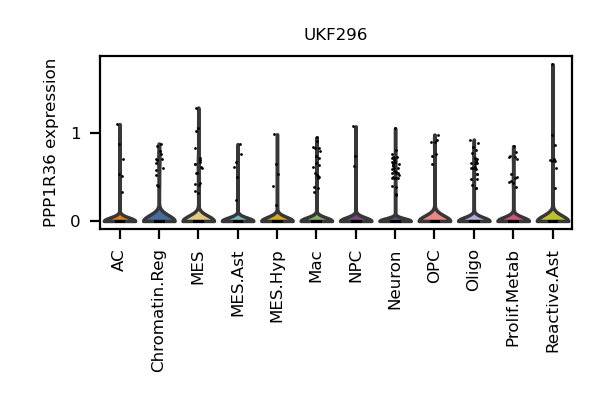 UKF296
PPP1R36 expression
1
0
AC
Chromatin.Reg
MES
MES.Ast
MES.Hyp
Mac
NPC
Neuron
OPC
Oligo
Prolif.Metab
Reactive.Ast